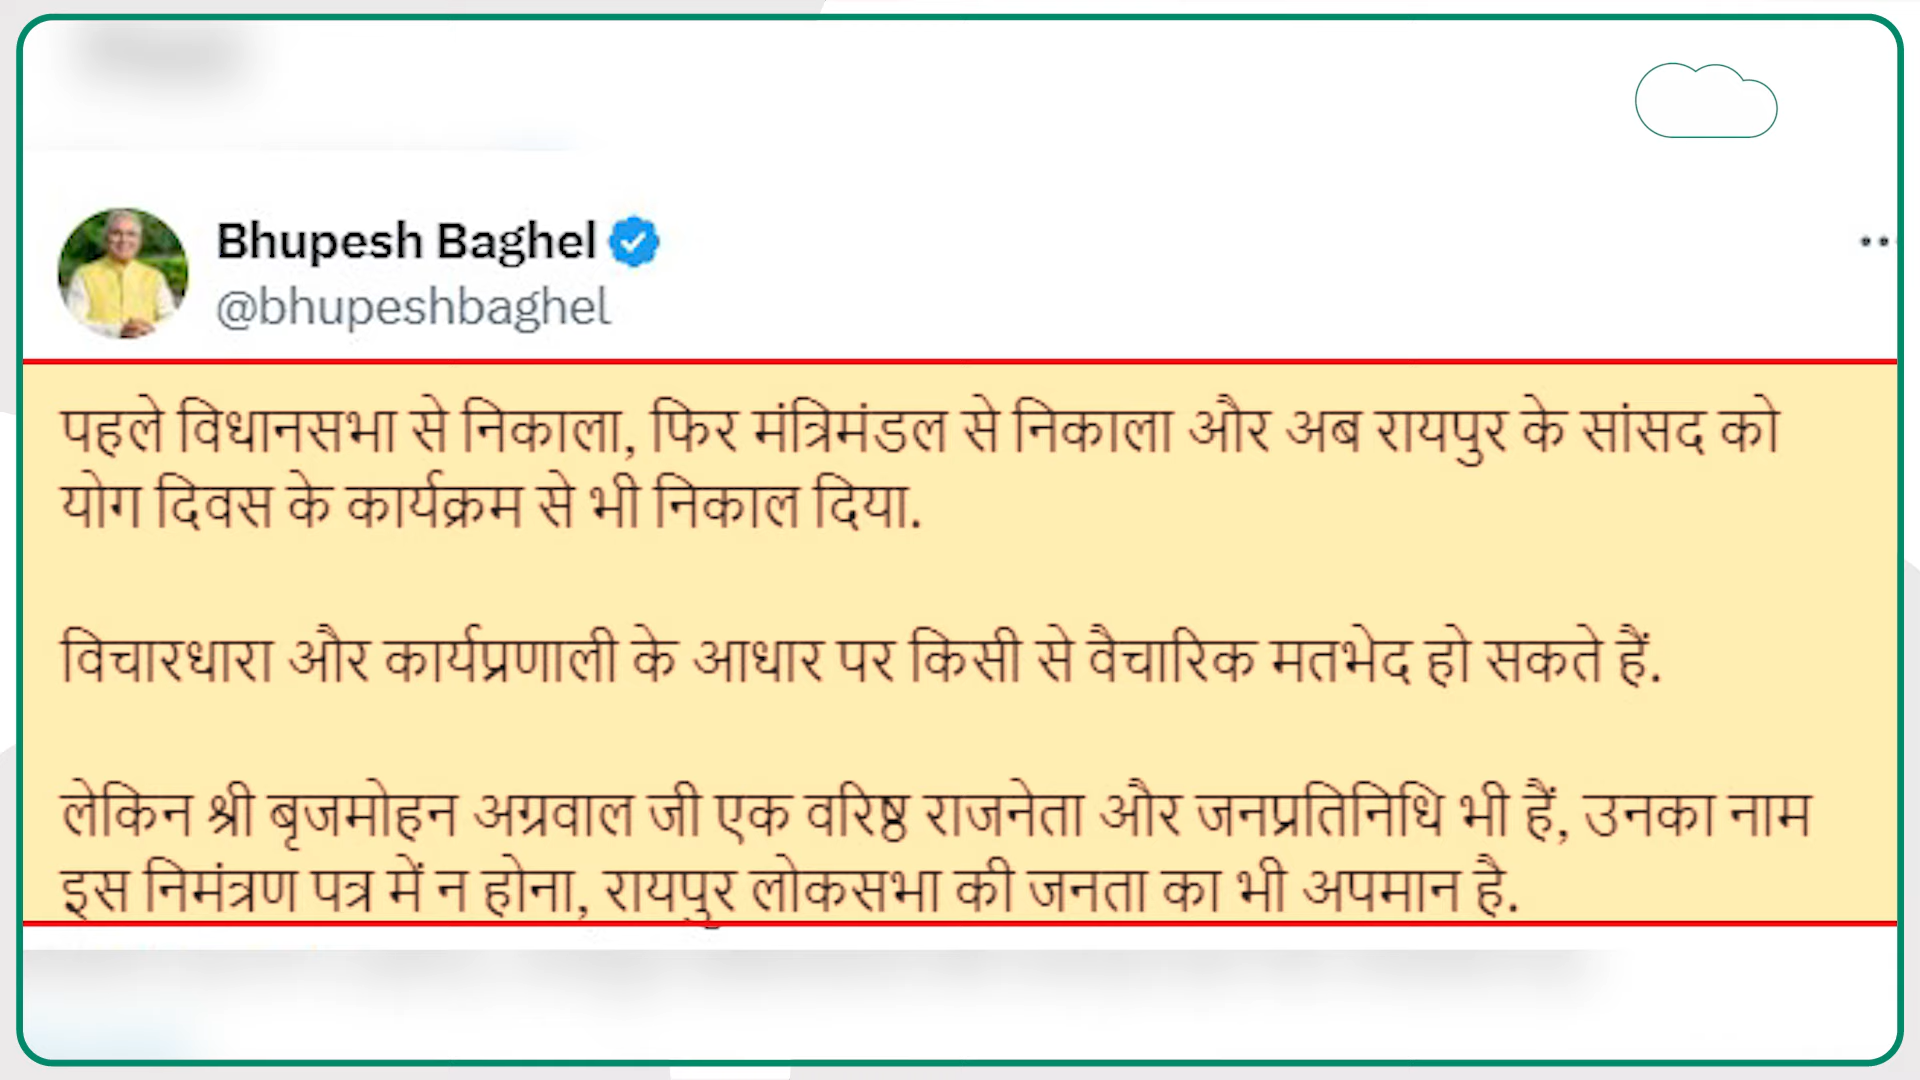 Bhupesh Baghel
@bhupeshbaghel
पहले विधानसभा से निकाला, फिर मंत्रिमंडल से निकाला और अब रायपुर के सांसद को
योग दिवस के कार्यक्रम से भी निकाल दिया.
विचारधारा और कार्यप्रणाली के आधार पर किसी से वैचारिक मतभेद हो सकते हैं.
लेकिन श्री बृजमोहन अग्रवाल जी एक वरिष्ठ राजनेता और जनप्रतिनिधि भी हैं, उनका नाम
इस निमंत्रण पत्र में न होना, रायपुर लोकसभा की जनता का भी अपमान है.